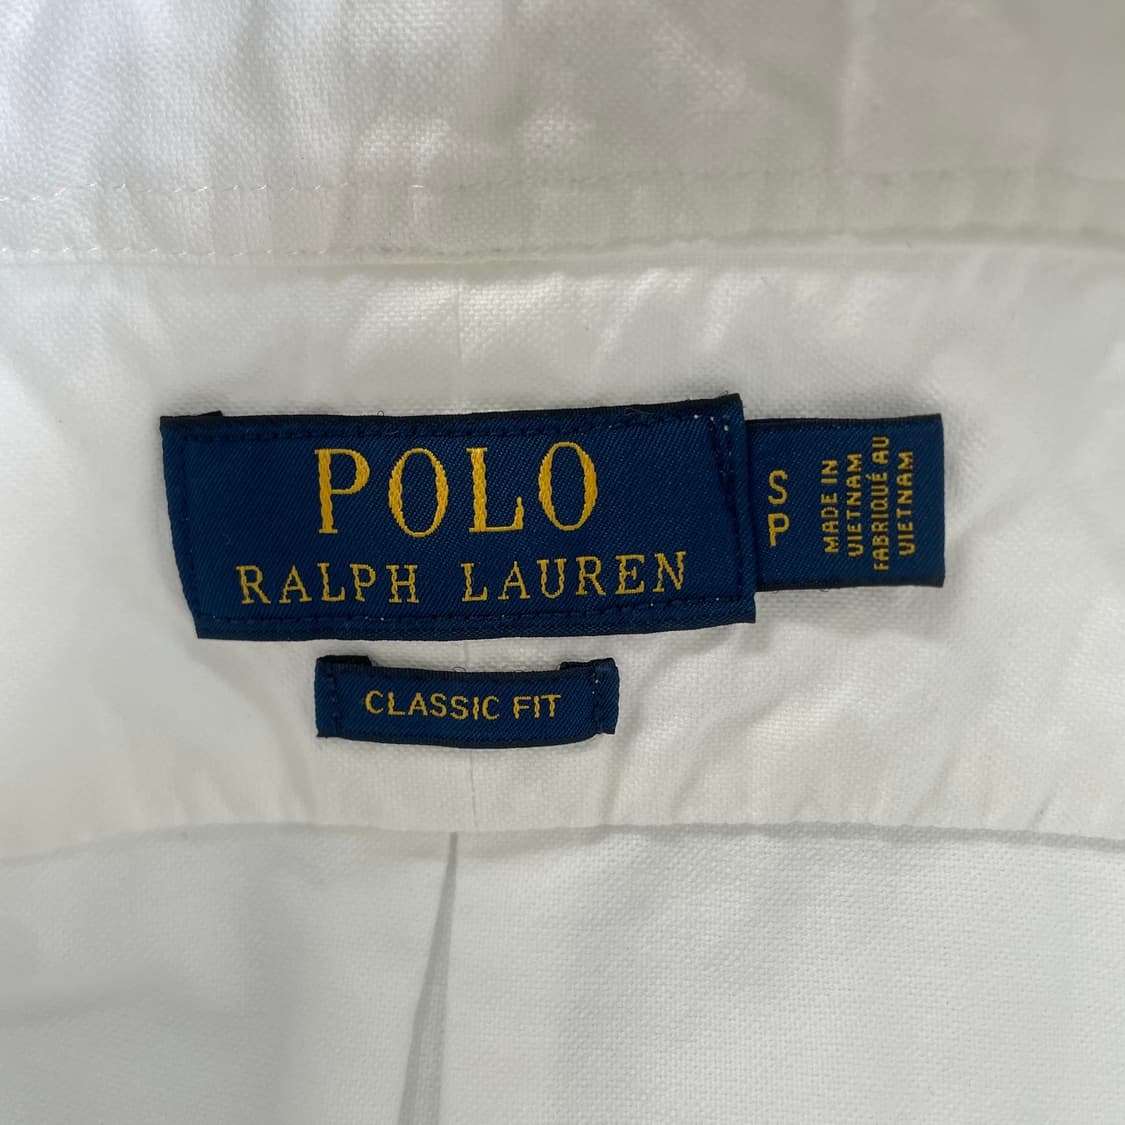 POLO
RALPH LAUREN
S
P
MADE IN
VIETNAM
FABRIQUÉ AU
VIETNAM
CLASSIC FIT